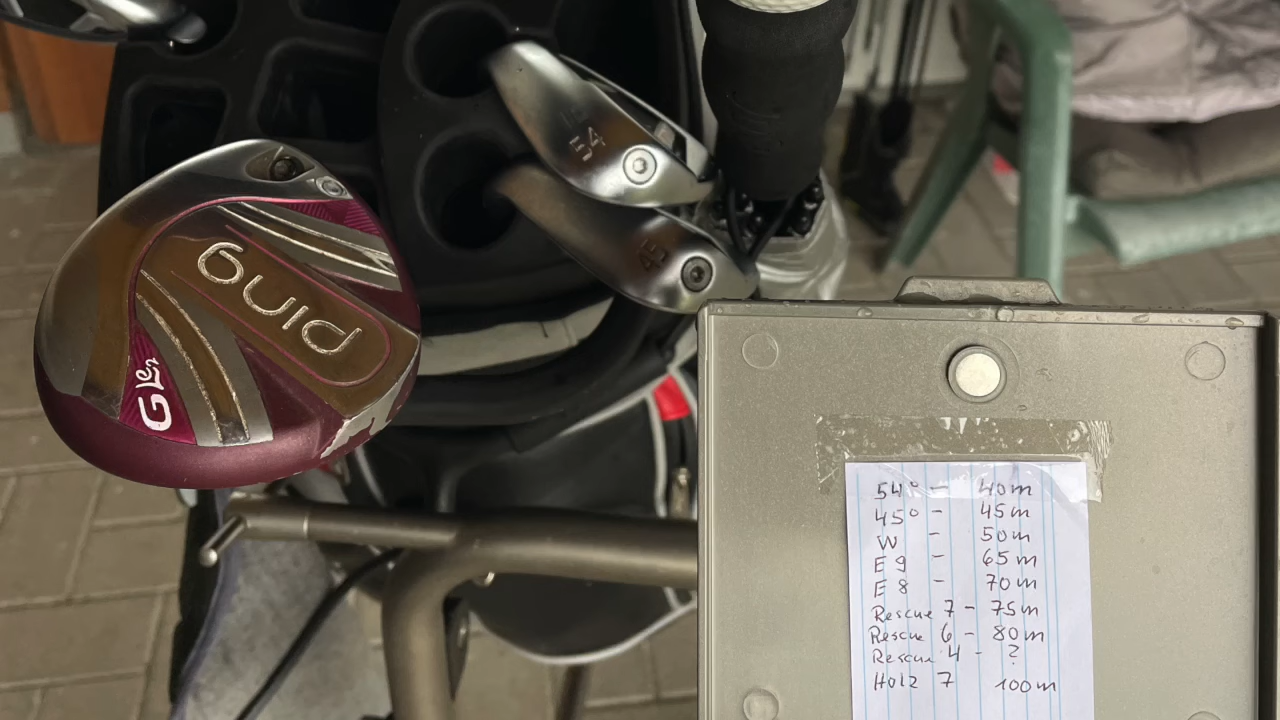 54
45
PING
G Le2
54° - 40m
45° - 45m
W - 50m
E 9 - 65m
E 8 - 70m
Rescue 7 - 75m
Rescue 6 - 80m
Rescue 4 - ?
Holz 7 100m